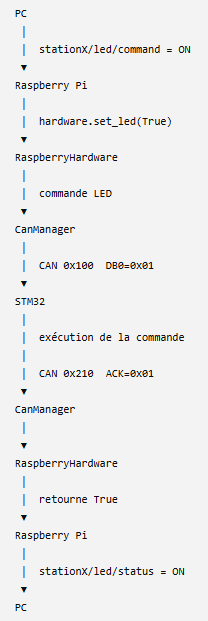 PC
stationX/led/command = ON
Raspberry Pi
hardware.set_led(True)
RaspberryHardware
commande LED
CanManager
CAN 0x100  DB0=0x01
STM32
exécution de la commande
CAN 0x210  ACK=0x01
CanManager
RaspberryHardware
retourne True
Raspberry Pi
stationX/led/status = ON
PC